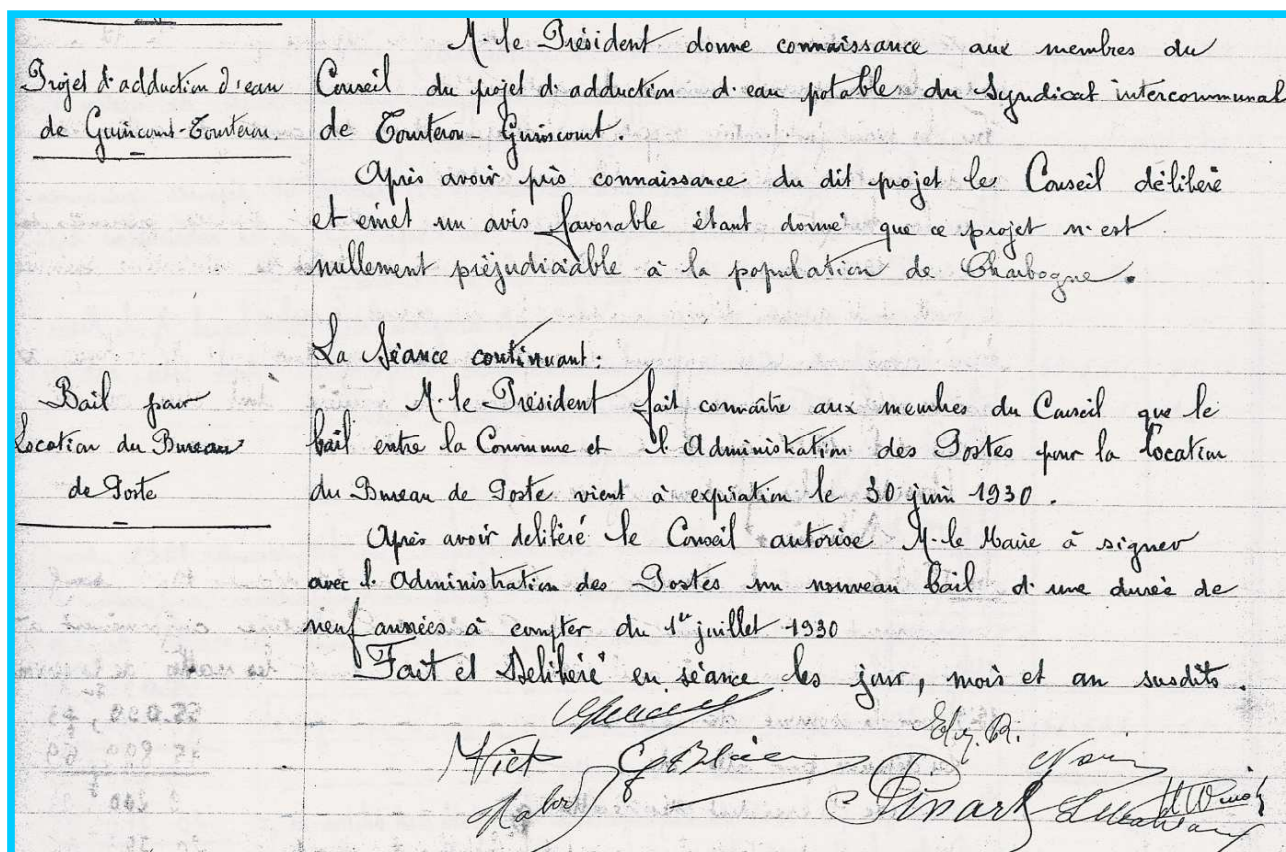 M. le Président donne connaissance aux membres du
Projet d'adduction d'eau
Conseil du projet d'adduction d'eau potable du Syndicat intercommunal
de Guincourt-Tourteron.
de Tourteron-Guincourt.
Après avoir pris connaissance du dit projet le Conseil délibère
et émet un avis favorable étant donné que ce projet n'est
nullement préjudiciable à la population de Charbogne.
La Séance continuant :
Bail pour
M. le Président fait connaître aux membres du Conseil que le
Location du Bureau
bail entre la Commune et l'Administration des Postes pour la location
de Poste
du Bureau de Poste vient à expiration le 30 juin 1930.
Après avoir delibéré le Conseil autorise M. le Maire à signer
avec l'Administration des Postes un nouveau bail d'une durée de
neuf années à compter du 1er juillet 1930
Fait et Delibéré en séance les jour, mois et an susdits.
Pinard